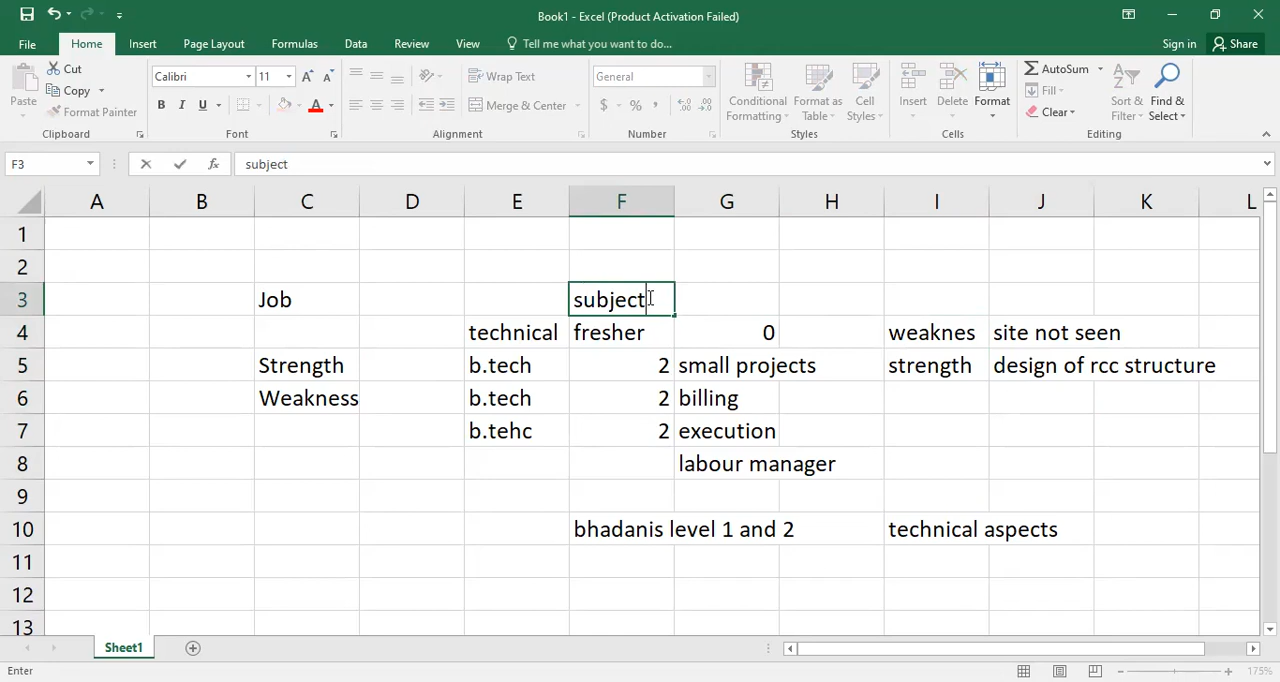 Book1 - Excel (Product Activation Failed)
File Home Insert Page Layout Formulas Data Review View Tell me what you want to do... Sign in Share
Paste Cut Copy Format Painter Clipboard
Calibri 11 B I U A Font
Wrap Text Merge & Center Alignment
General $ % , Number
Conditional Formatting Format as Table Cell Styles Styles
Insert Delete Format Cells
AutoSum Fill Clear Sort & Filter Find & Select Editing
F3 fx subject
A B C D E F G H I J K L
1
2
3 Job subject
4 technical fresher 0 weaknes site not seen
5 Strength b.tech 2 small projects strength design of rcc structure
6 Weakness b.tech 2 billing
7 b.tehc 2 execution
8 labour manager
9
10 bhadanis level 1 and 2 technical aspects
11
12
13
Sheet1
Enter 175%